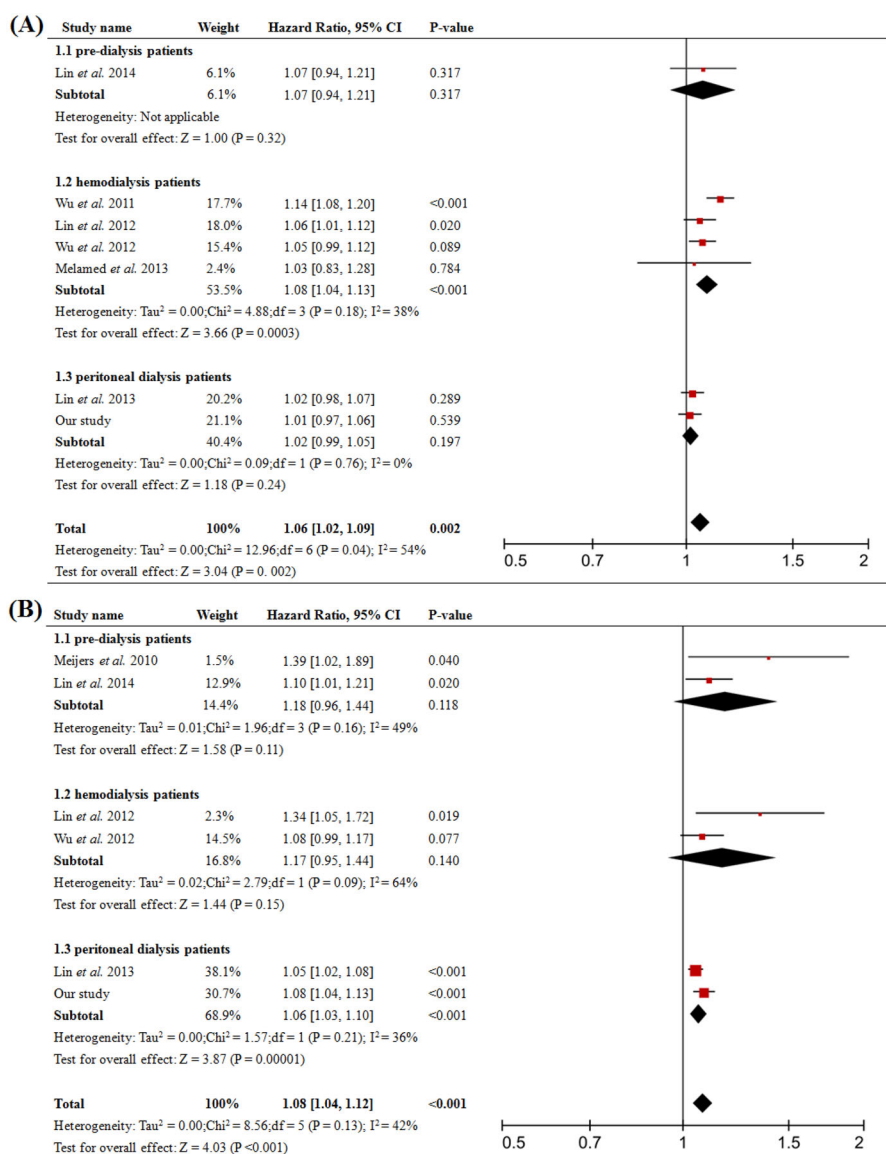 (A)
Study name Weight Hazard Ratio, 95% CI P-value
1.1 pre-dialysis patients
Lin et al. 2014 6.1% 1.07 [0.94, 1.21] 0.317
Subtotal 6.1% 1.07 [0.94, 1.21] 0.317
Heterogeneity: Not applicable
Test for overall effect: Z = 1.00 (P = 0.32)
1.2 hemodialysis patients
Wu et al. 2011 17.7% 1.14 [1.08, 1.20] <0.001
Lin et al. 2012 18.0% 1.06 [1.01, 1.12] 0.020
Wu et al. 2012 15.4% 1.05 [0.99, 1.12] 0.089
Melamed et al. 2013 2.4% 1.03 [0.83, 1.28] 0.784
Subtotal 53.5% 1.08 [1.04, 1.13] <0.001
Heterogeneity: Tau² = 0.00;Chi² = 4.88;df = 3 (P = 0.18); I² = 38%
Test for overall effect: Z = 3.66 (P = 0.0003)
1.3 peritoneal dialysis patients
Lin et al. 2013 20.2% 1.02 [0.98, 1.07] 0.289
Our study 21.1% 1.01 [0.97, 1.06] 0.539
Subtotal 40.4% 1.02 [0.99, 1.05] 0.197
Heterogeneity: Tau² = 0.00;Chi² = 0.09;df = 1 (P = 0.76); I² = 0%
Test for overall effect: Z = 1.18 (P = 0.24)
Total 100% 1.06 [1.02, 1.09] 0.002
Heterogeneity: Tau² = 0.00;Chi² = 12.96;df = 6 (P = 0.04); I² = 54%
Test for overall effect: Z = 3.04 (P = 0. 002)
0.5 0.7 1 1.5 2
(B)
Study name Weight Hazard Ratio, 95% CI P-value
1.1 pre-dialysis patients
Meijers et al. 2010 1.5% 1.39 [1.02, 1.89] 0.040
Lin et al. 2014 12.9% 1.10 [1.01, 1.21] 0.020
Subtotal 14.4% 1.18 [0.96, 1.44] 0.118
Heterogeneity: Tau² = 0.01;Chi² = 1.96;df = 3 (P = 0.16); I² = 49%
Test for overall effect: Z = 1.58 (P = 0.11)
1.2 hemodialysis patients
Lin et al. 2012 2.3% 1.34 [1.05, 1.72] 0.019
Wu et al. 2012 14.5% 1.08 [0.99, 1.17] 0.077
Subtotal 16.8% 1.17 [0.95, 1.44] 0.140
Heterogeneity: Tau² = 0.02;Chi² = 2.79;df = 1 (P = 0.09); I² = 64%
Test for overall effect: Z = 1.44 (P = 0.15)
1.3 peritoneal dialysis patients
Lin et al. 2013 38.1% 1.05 [1.02, 1.08] <0.001
Our study 30.7% 1.08 [1.04, 1.13] <0.001
Subtotal 68.9% 1.06 [1.03, 1.10] <0.001
Heterogeneity: Tau² = 0.00;Chi² = 1.57;df = 1 (P = 0.21); I² = 36%
Test for overall effect: Z = 3.87 (P = 0.00001)
Total 100% 1.08 [1.04, 1.12] <0.001
Heterogeneity: Tau² = 0.00;Chi² = 8.56;df = 5 (P = 0.13); I² = 42%
Test for overall effect: Z = 4.03 (P <0.001)
0.5 0.7 1 1.5 2